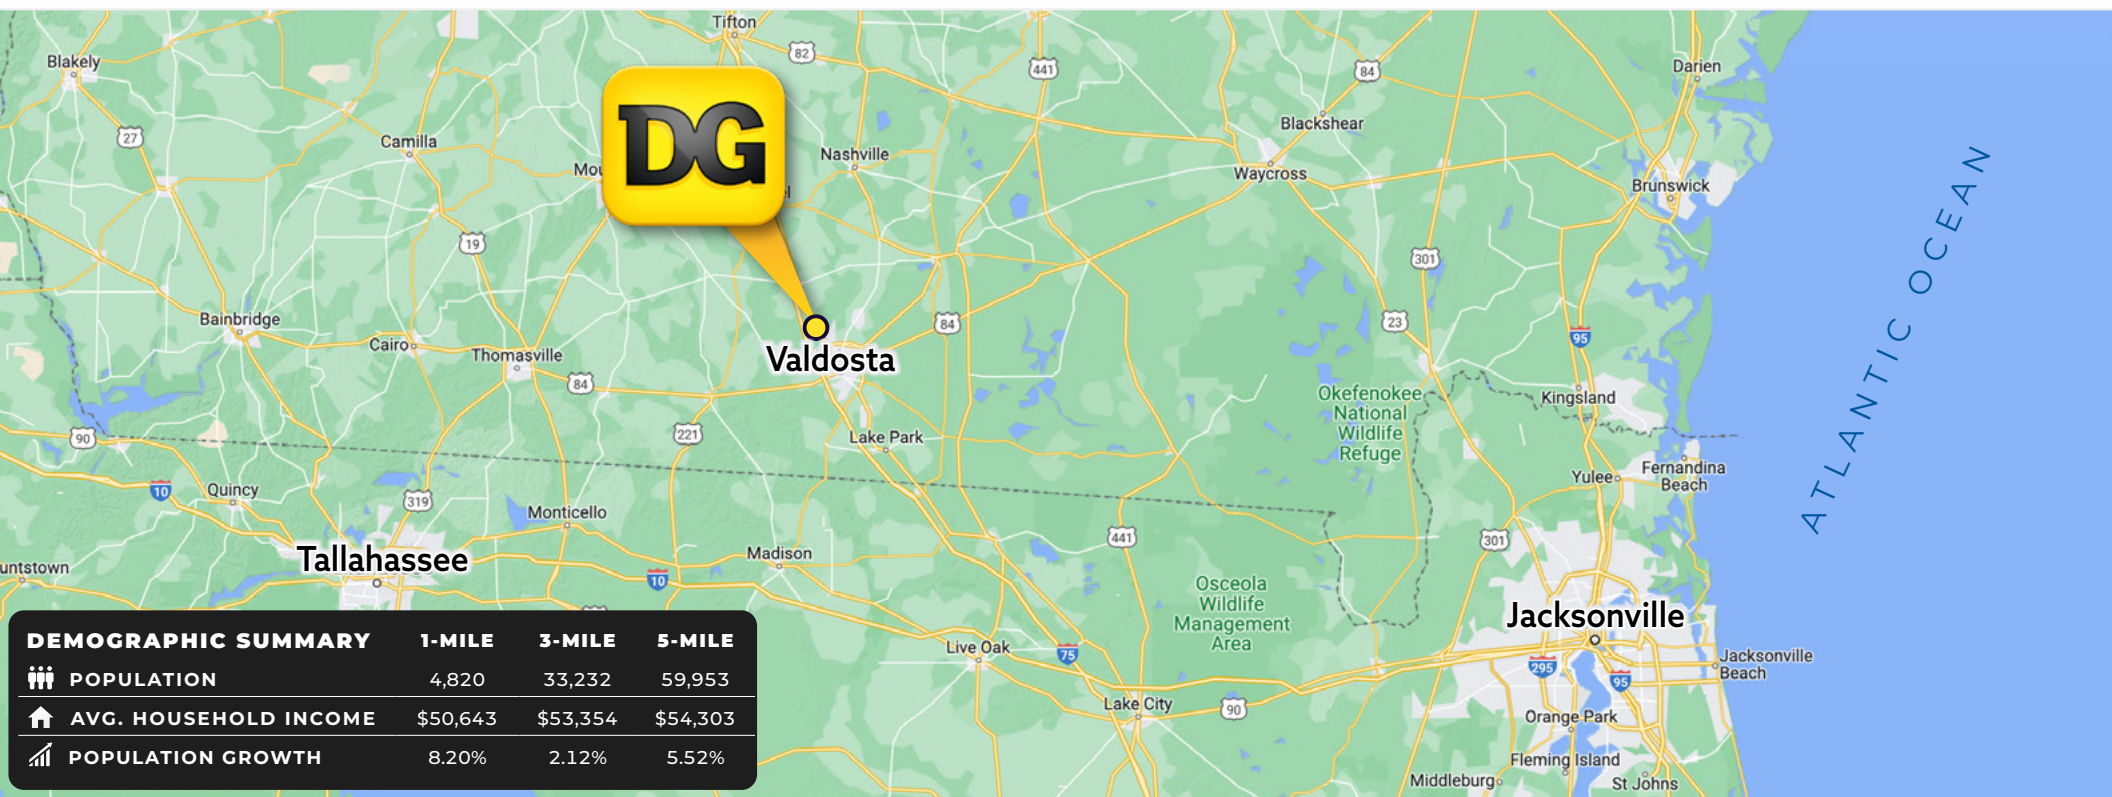 Tifton
82
Blakely
441
84
Darien
27
DG
Blackshear
Camilla
Nashville
Mou
Waycross
Brunswick
el
19
301
ATLANTIC OCEAN
Bainbridge
84
23
95
Cairo
Thomasville
Valdosta
84
Okefenokee
National
Wildlife
Refuge
Kingsland
90
221
Lake Park
Yulee
Fernandina
Beach
10
Quincy
319
Monticello
441
301
Tallahassee
Madison
untstown
10
Osceola
Wildlife
Management
Area
Jacksonville
Live Oak
75
295
95
Jacksonville
Beach
Lake City
90
Orange Park
Fleming Island
Middleburg
St Johns
DEMOGRAPHIC SUMMARY 1-MILE 3-MILE 5-MILE
POPULATION 4,820 33,232 59,953
AVG. HOUSEHOLD INCOME $50,643 $53,354 $54,303
POPULATION GROWTH 8.20% 2.12% 5.52%